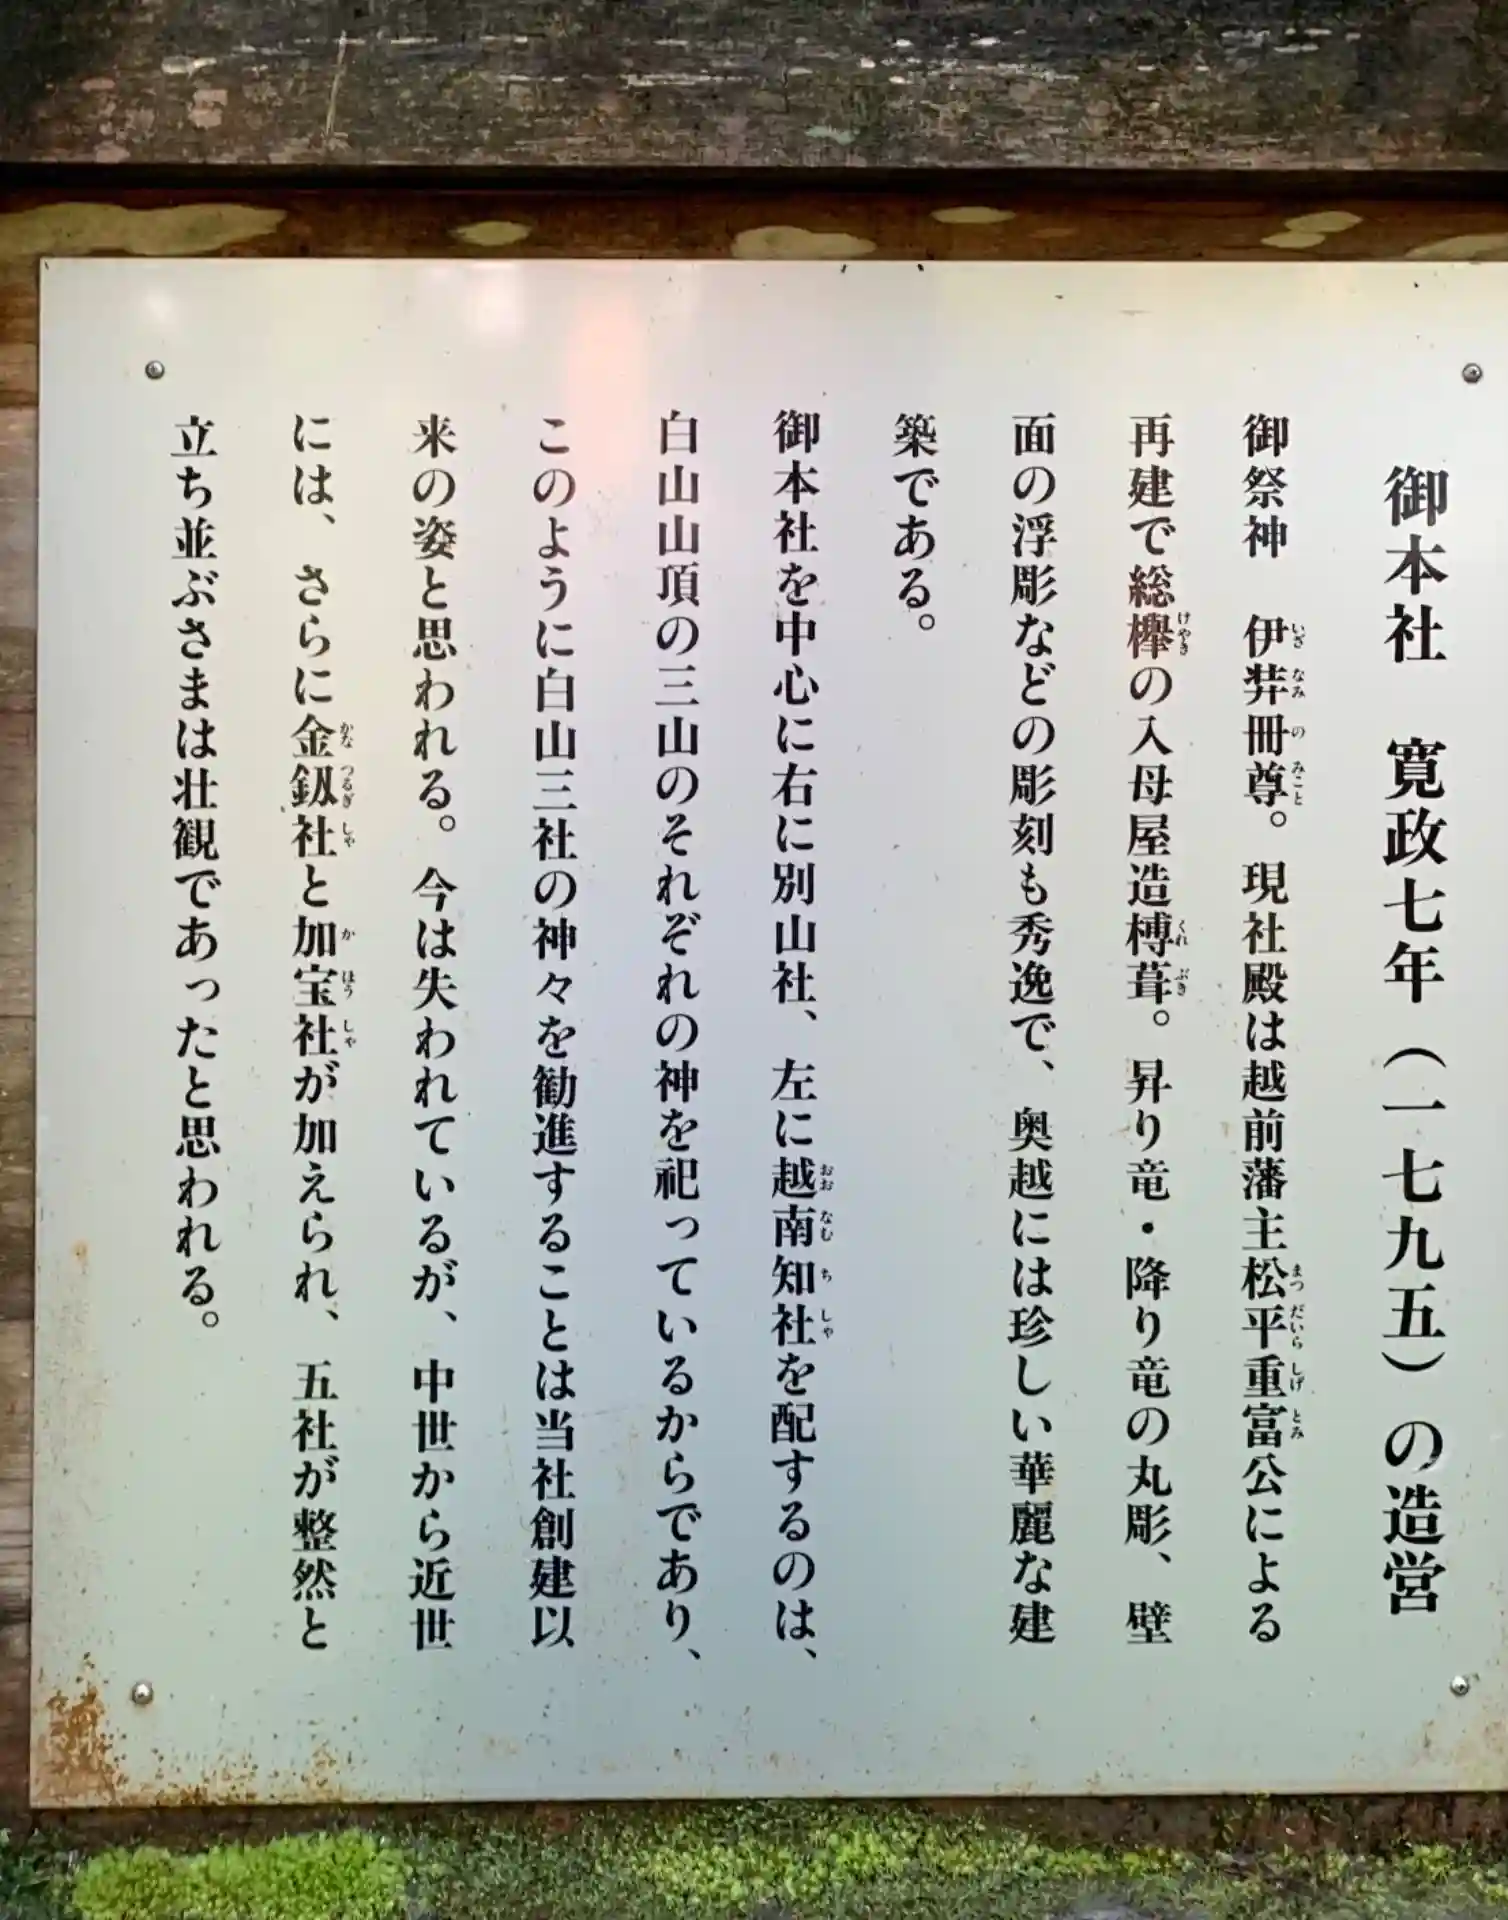 御本社　寛政七年（一七九五）の造営
御祭神　伊弉冊尊。現社殿は越前藩主松平重富公による
再建で総欅の入母屋造榑葺。昇り竜・降り竜の丸彫、壁
面の浮彫などの彫刻も秀逸で、奥越には珍しい華麗な建
築である。
御本社を中心に右に別山社、左に越南知社を配するのは、
白山山頂の三山のそれぞれの神を祀っているからであり、
このように白山三社の神々を勧進することは当社創建以
来の姿と思われる。今は失われているが、中世から近世
には、さらに金釼社と加宝社が加えられ、五社が整然と
立ち並ぶさまは壮観であったと思われる。